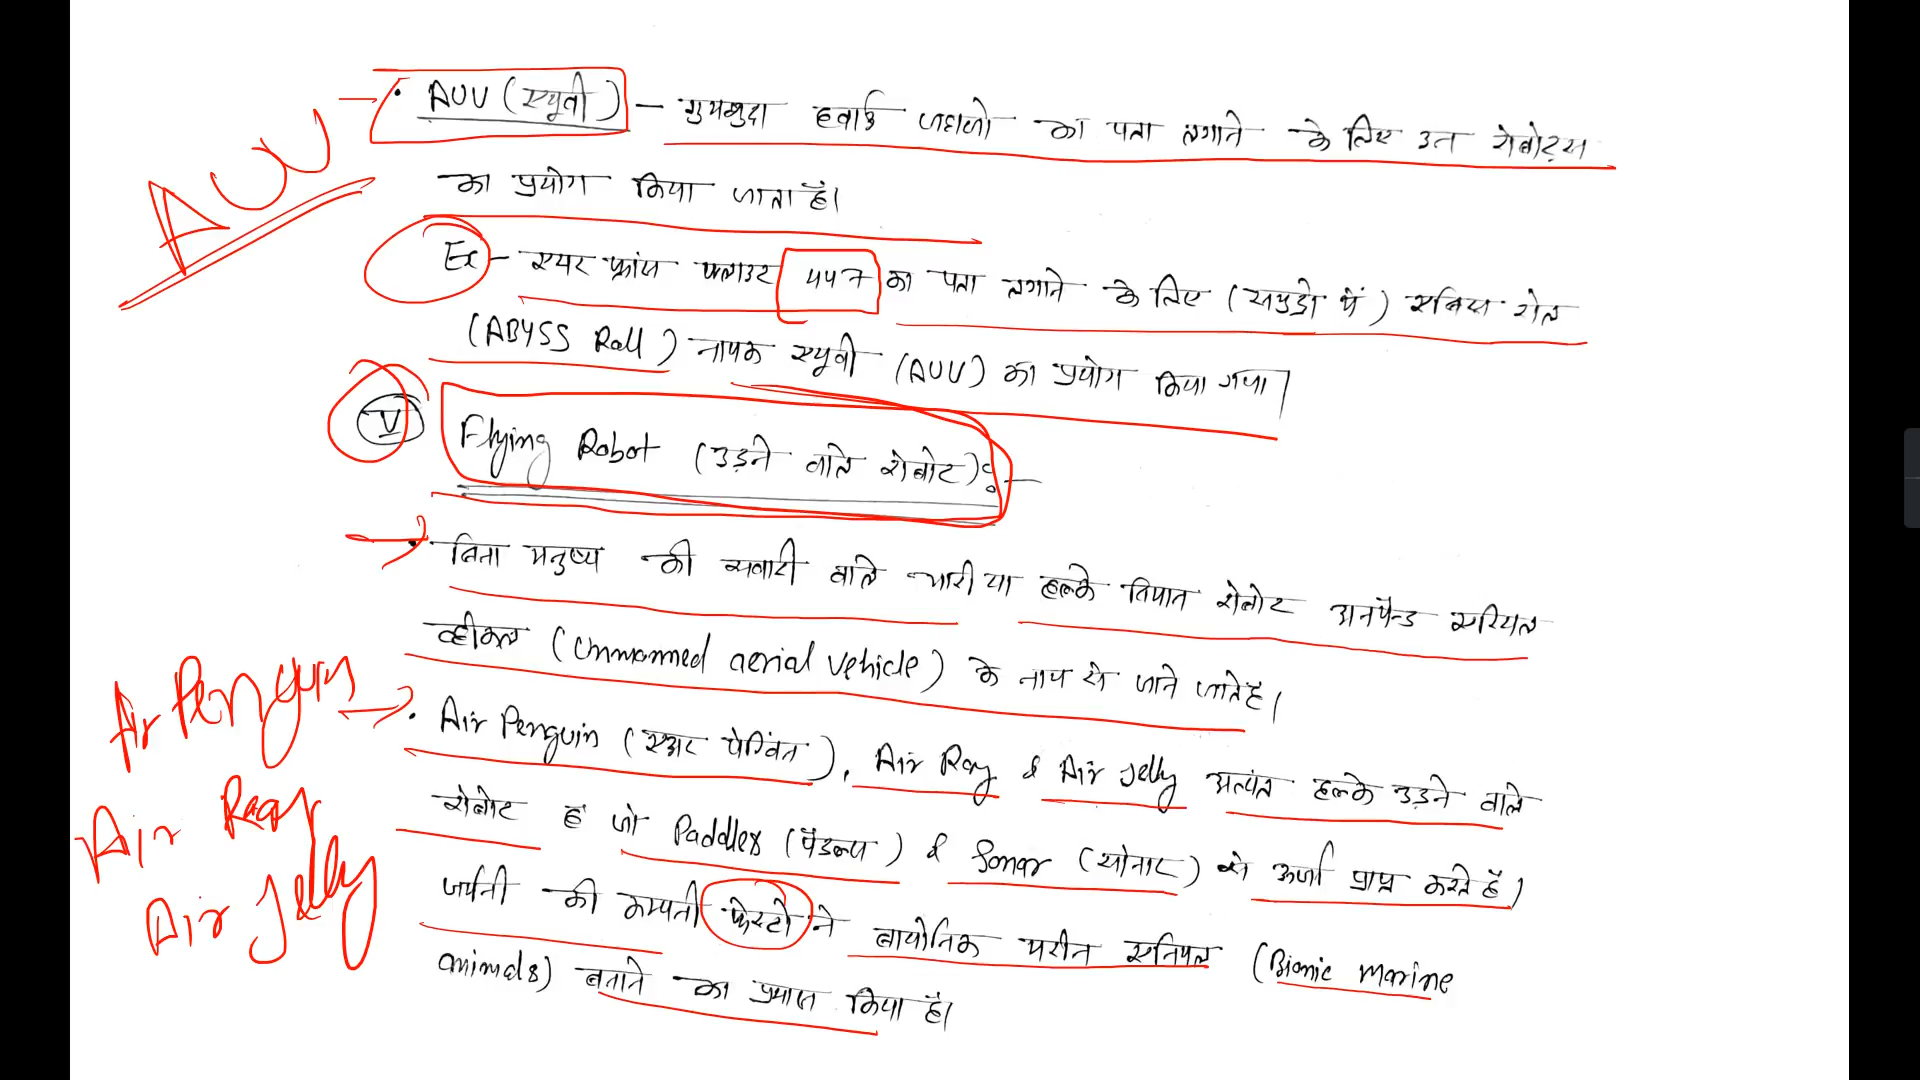 AUV
• AUV (एयूवी) – गुमशुदा हवाई जहाजो का पता लगाने के लिए उन रोबोट्स
का प्रयोग किया जाता है।
Ex – एयर फ्रांस फ्लाइट 447 का पता लगाने के लिए (समुद्रो में) एबिस रोल
(ABYSS Roll) नामक एयूवी (AUV) का प्रयोग किया गया।
V Flying Robot (उड़ने वाले रोबोट) :–
• बिना मनुष्य की सवारी वाले भारी या हल्के विमान रोबोट अनमैन्ड एरियल
व्हीकल (Unmanned aerial vehicle) के नाम से जाने जाते है।
Air Penguin
• Air Penguin (एअर पेंग्विन), Air Ray & Air Jelly अत्यंत हल्के उड़ने वाले
Air Ray
रोबोट है जो Paddles (पैडल्स) & Sonar (सोनार) से ऊर्जा प्राप्त करते है।
Air Jelly
जर्मनी की कम्पनी फेस्टो ने बायोनिक मरीन एनिमल (Bionic Marine
animals) बनाने का प्रयास किया है।